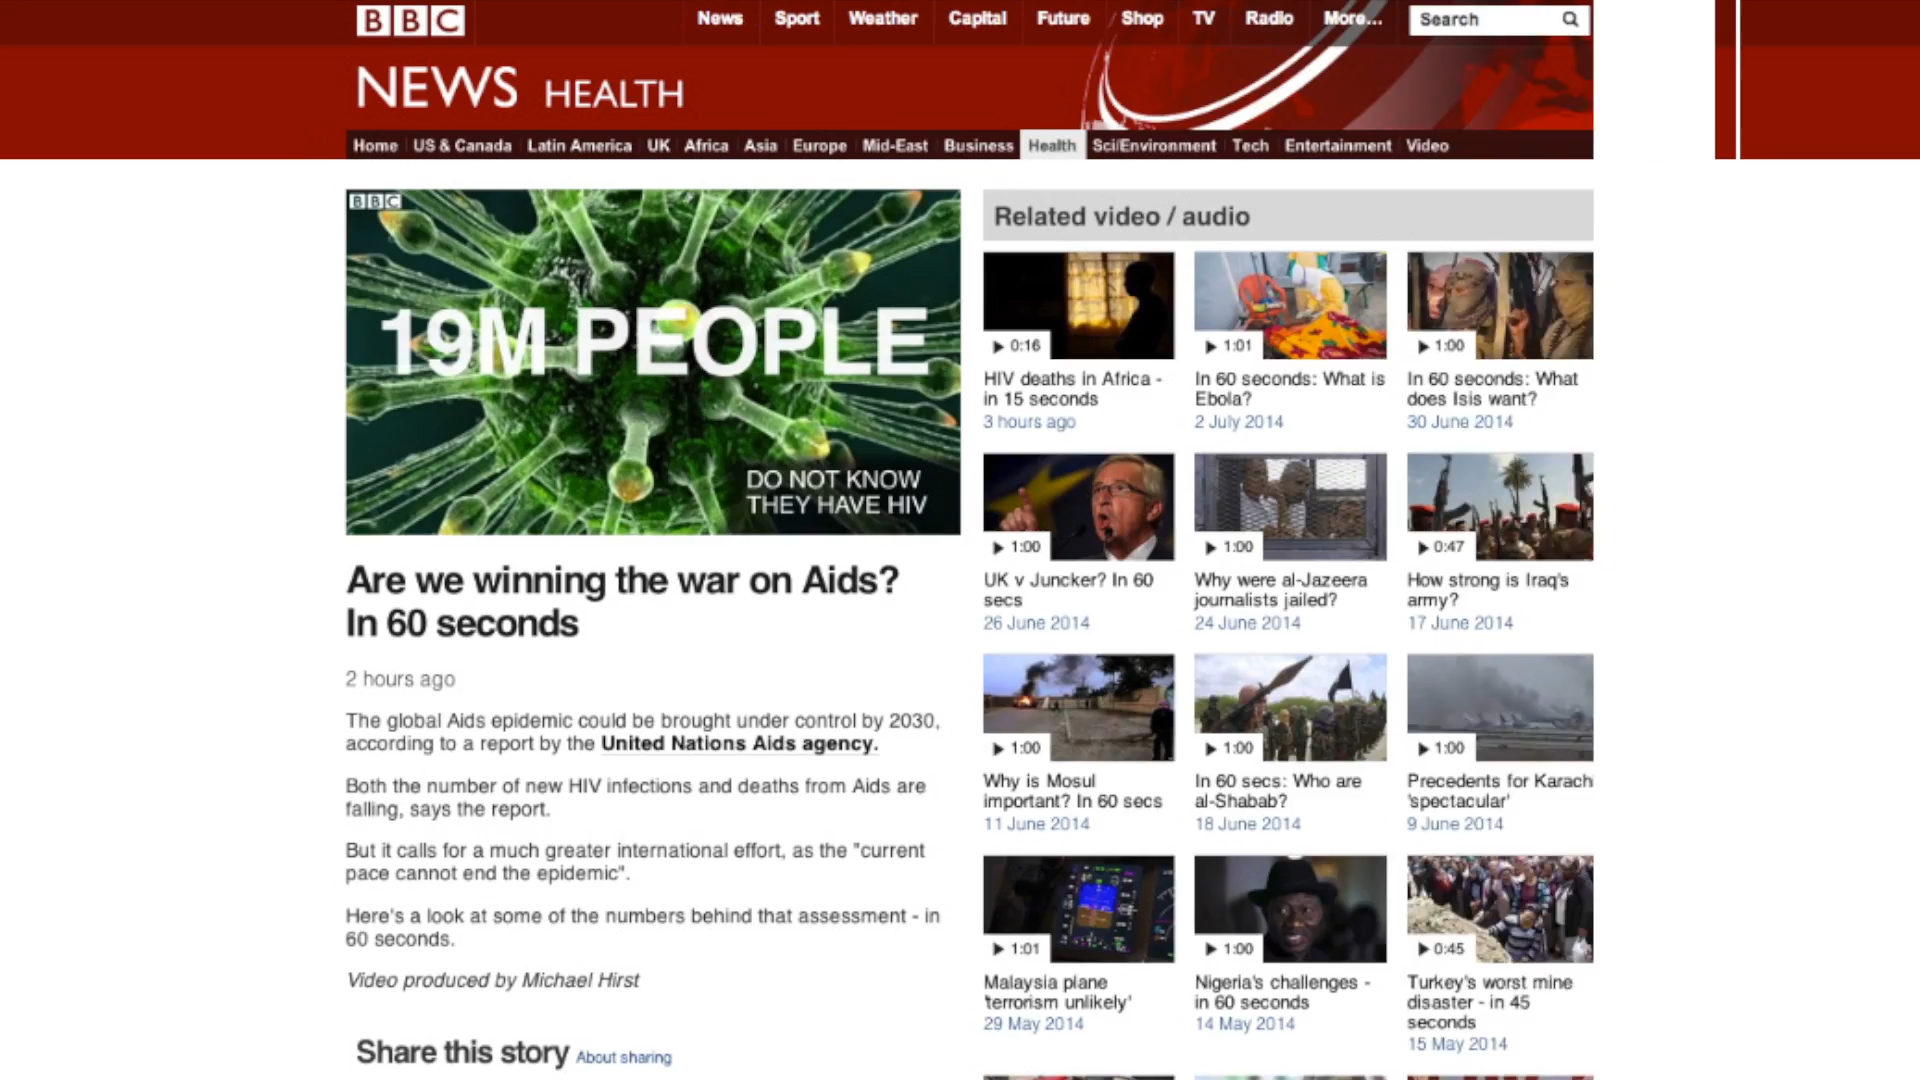 BBC
News Sport Weather Capital Future Shop TV Radio More... Search
NEWS HEALTH
Home US & Canada Latin America UK Africa Asia Europe Mid-East Business Health Sci/Environment Tech Entertainment Video
BBC
19M PEOPLE
DO NOT KNOW
THEY HAVE HIV
Are we winning the war on Aids?
In 60 seconds
2 hours ago
The global Aids epidemic could be brought under control by 2030,
according to a report by the United Nations Aids agency.
Both the number of new HIV infections and deaths from Aids are
falling, says the report.
But it calls for a much greater international effort, as the "current
pace cannot end the epidemic".
Here's a look at some of the numbers behind that assessment - in
60 seconds.
Video produced by Michael Hirst
Share this story About sharing
Related video / audio
0:16
HIV deaths in Africa -
in 15 seconds
3 hours ago
1:01
In 60 seconds: What is
Ebola?
2 July 2014
1:00
In 60 seconds: What
does Isis want?
30 June 2014
1:00
UK v Juncker? In 60
secs
26 June 2014
1:00
Why were al-Jazeera
journalists jailed?
24 June 2014
0:47
How strong is Iraq's
army?
17 June 2014
1:00
Why is Mosul
important? In 60 secs
11 June 2014
1:00
In 60 secs: Who are
al-Shabab?
18 June 2014
1:00
Precedents for Karach
'spectacular'
9 June 2014
1:01
Malaysia plane
'terrorism unlikely'
29 May 2014
1:00
Nigeria's challenges -
in 60 seconds
14 May 2014
0:45
Turkey's worst mine
disaster - in 45
seconds
15 May 2014